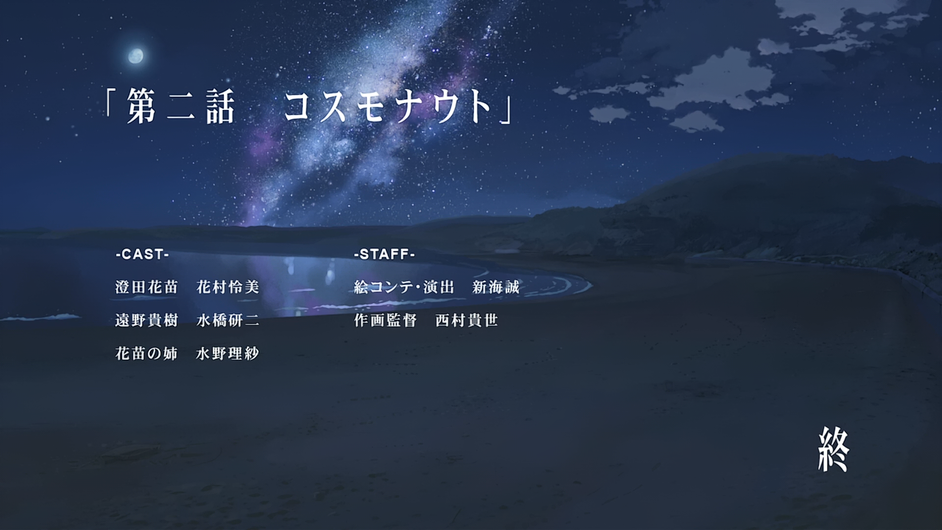 「第二話　コスモナウト」
-CAST-　-STAFF-
澄田花苗　花村怜美　絵コンテ・演出　新海誠
遠野貴樹　水橋研二　作画監督　西村貴世
花苗の姉　水野理紗
終